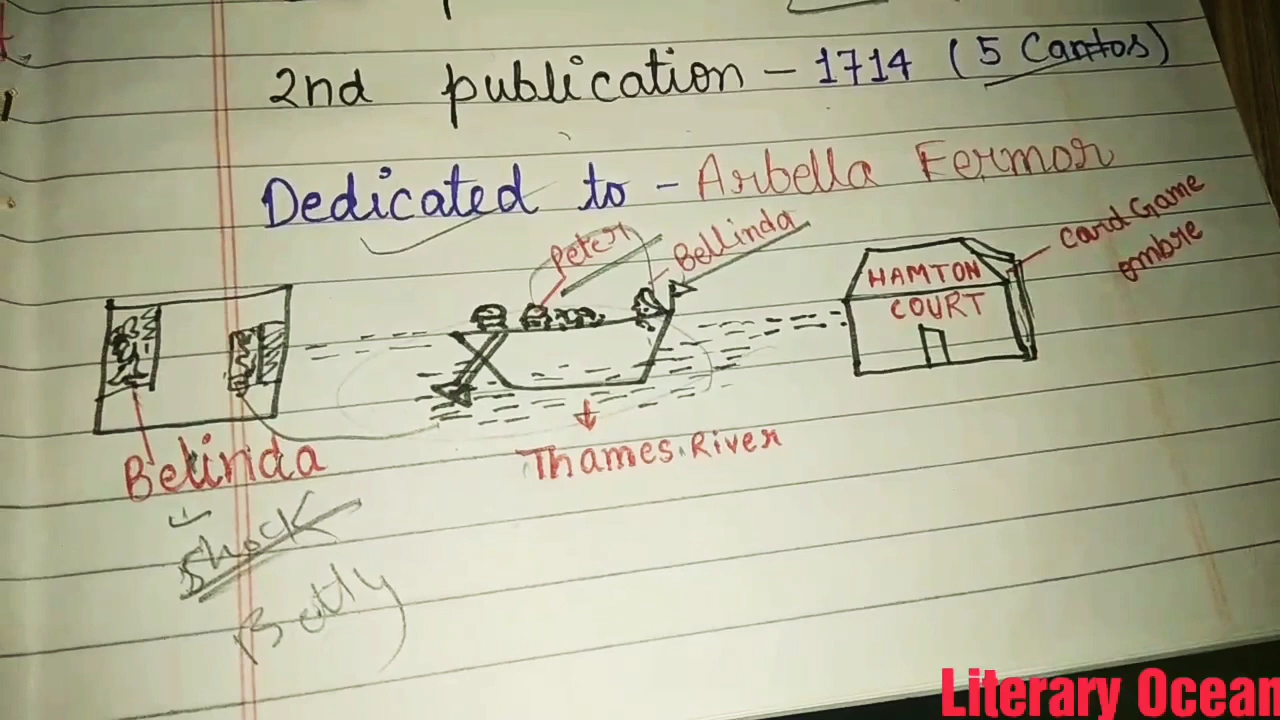 2nd publication - 1714 (5 Cantos)
Dedicated to - Arbella Fermor
Peter
Bellinda
Card Game
ombre
HAMTON
COURT
Belinda
Thames River
Shock
Betty
Literary Ocean